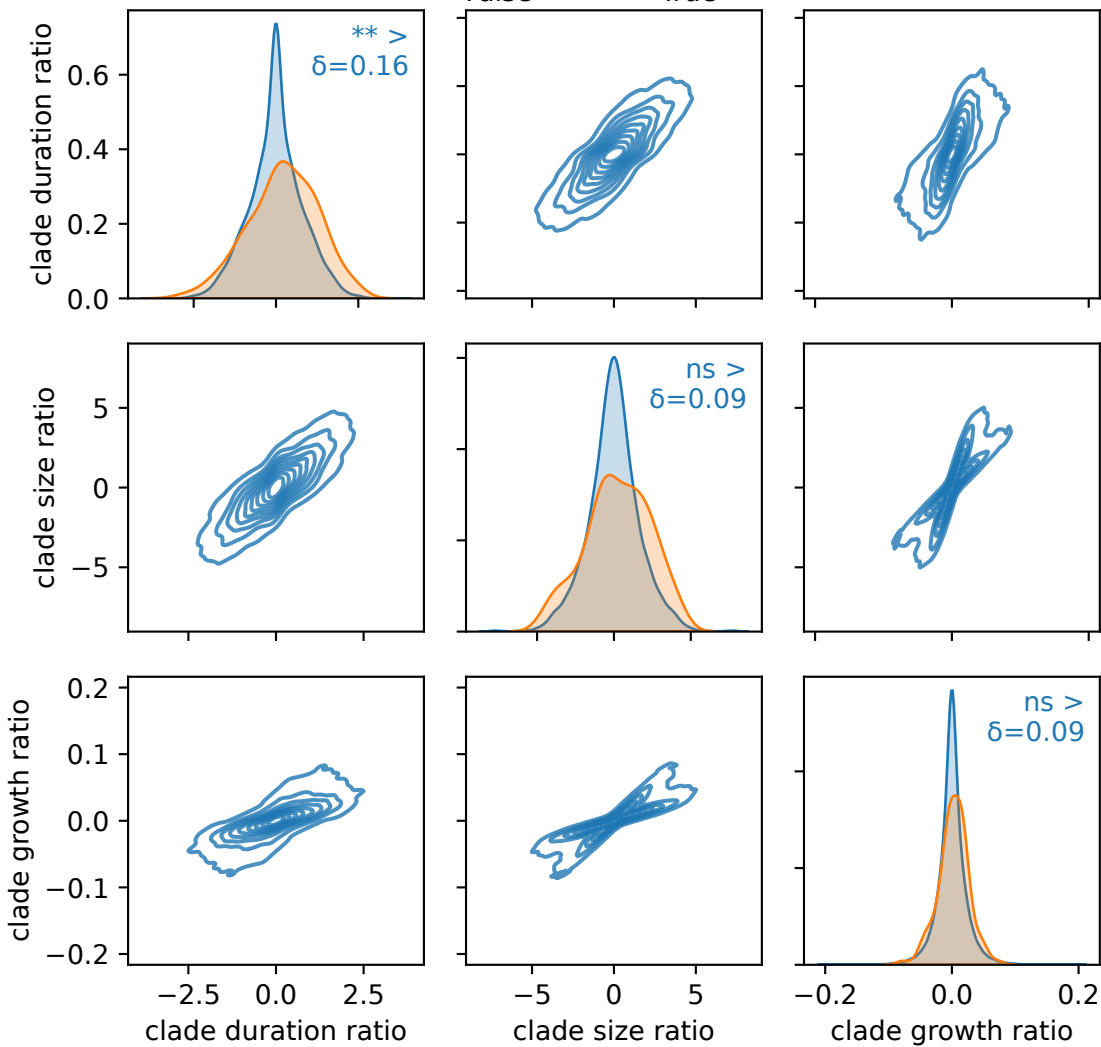 clade duration ratio
0.6
0.4
0.2
0.0
** >
δ=0.16
clade size ratio
5
0
−5
ns >
δ=0.09
clade growth ratio
0.2
0.1
0.0
−0.1
−0.2
ns >
δ=0.09
−2.5 0.0 2.5
clade duration ratio
−5 0 5
clade size ratio
−0.2 0.0 0.2
clade growth ratio